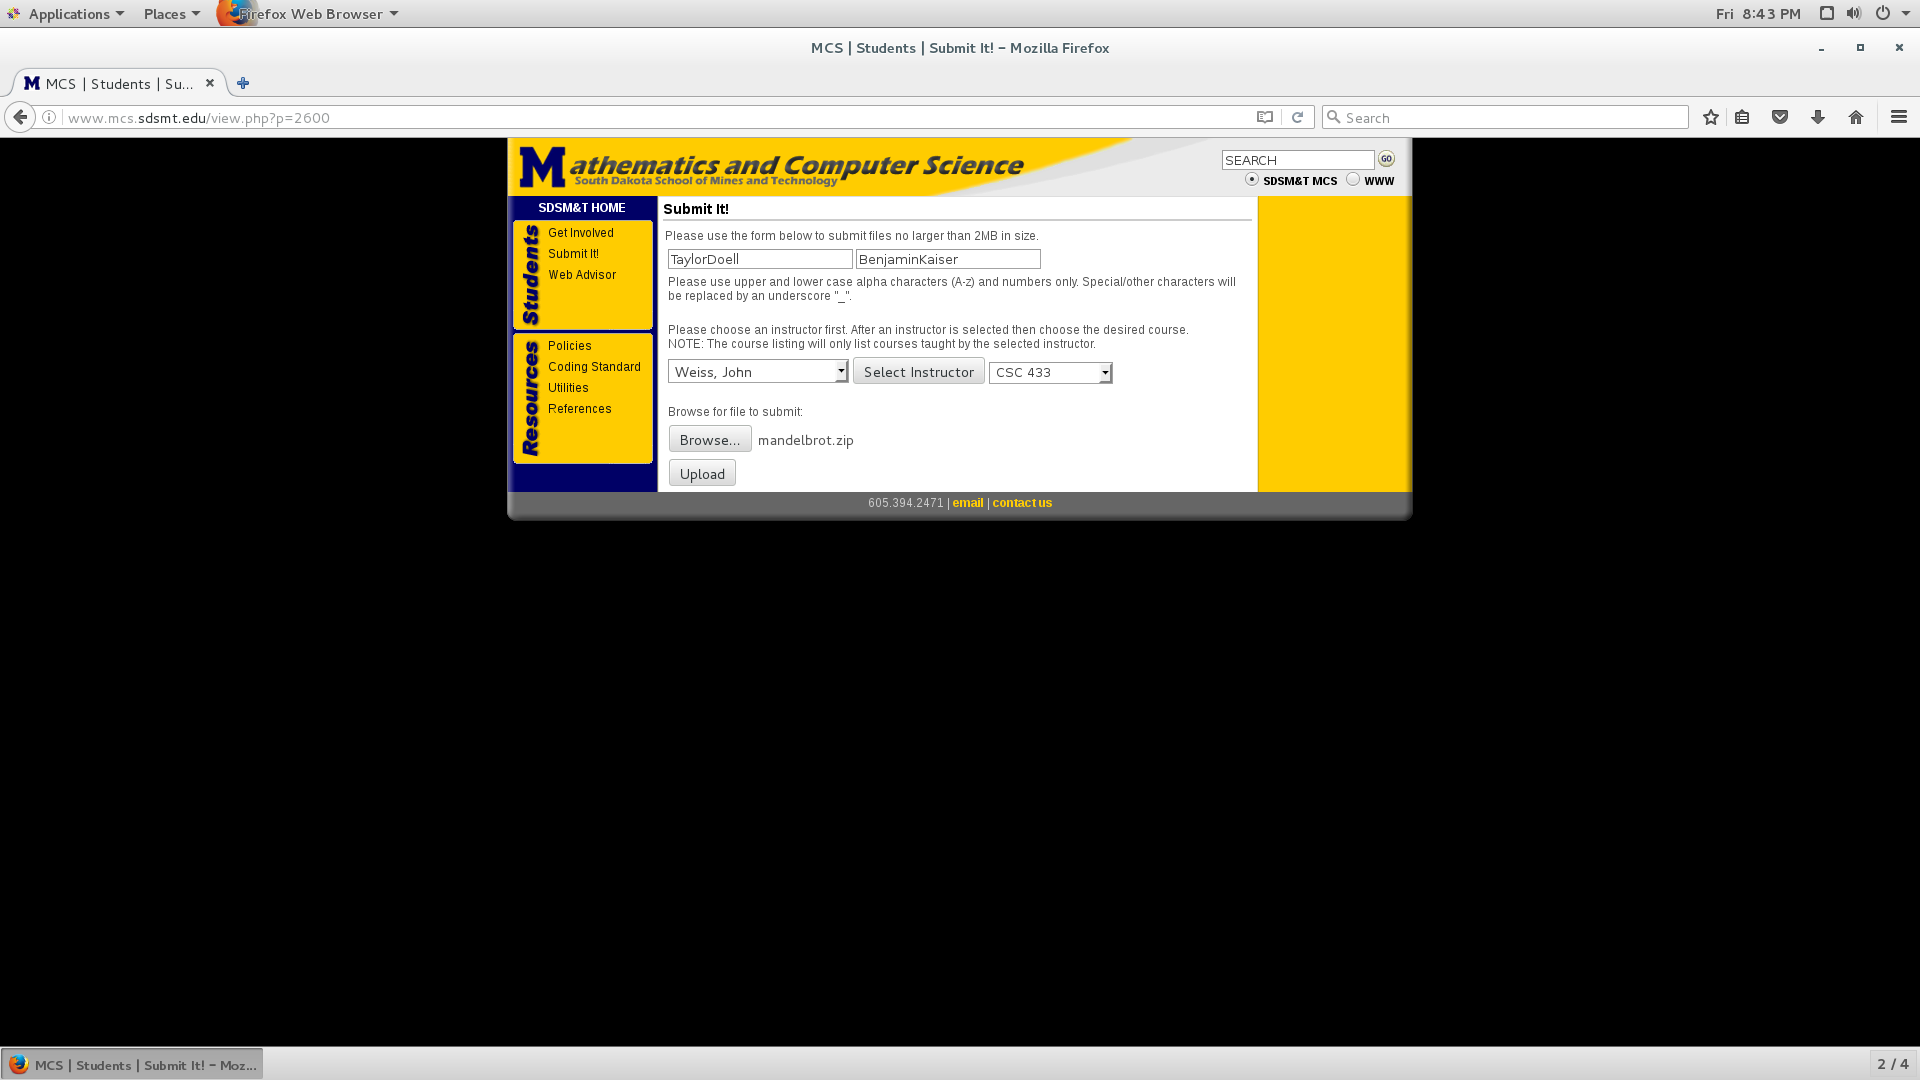 Applications Places Firefox Web Browser Fri 8:43 PM
MCS | Students | Submit It! - Mozilla Firefox
MCS | Students | Su...
www.mcs.sdsmt.edu/view.php?p=2600 Search
Mathematics and Computer Science
South Dakota School of Mines and Technology
SEARCH GO
SDSM&T MCS WWW
SDSM&T HOME
Students
Get Involved
Submit It!
Web Advisor
Resources
Policies
Coding Standard
Utilities
References
Submit It!
Please use the form below to submit files no larger than 2MB in size.
TaylorDoell BenjaminKaiser
Please use upper and lower case alpha characters (A-z) and numbers only. Special/other characters will
be replaced by an underscore "_".
Please choose an instructor first. After an instructor is selected then choose the desired course.
NOTE: The course listing will only list courses taught by the selected instructor.
Weiss, John Select Instructor CSC 433
Browse for file to submit:
Browse... mandelbrot.zip
Upload
605.394.2471 | email | contact us
MCS | Students | Submit It! - Moz... 2 / 4